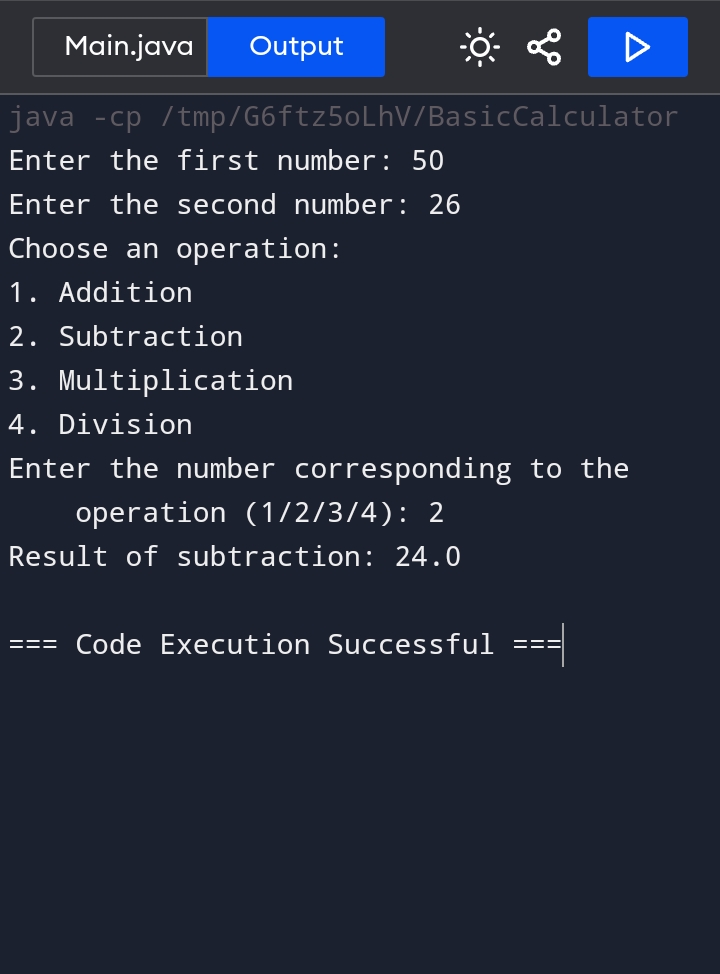 Main.java Output
java -cp /tmp/G6ftz5oLhV/BasicCalculator
Enter the first number: 50
Enter the second number: 26
Choose an operation:
1. Addition
2. Subtraction
3. Multiplication
4. Division
Enter the number corresponding to the
operation (1/2/3/4): 2
Result of subtraction: 24.0
=== Code Execution Successful ===